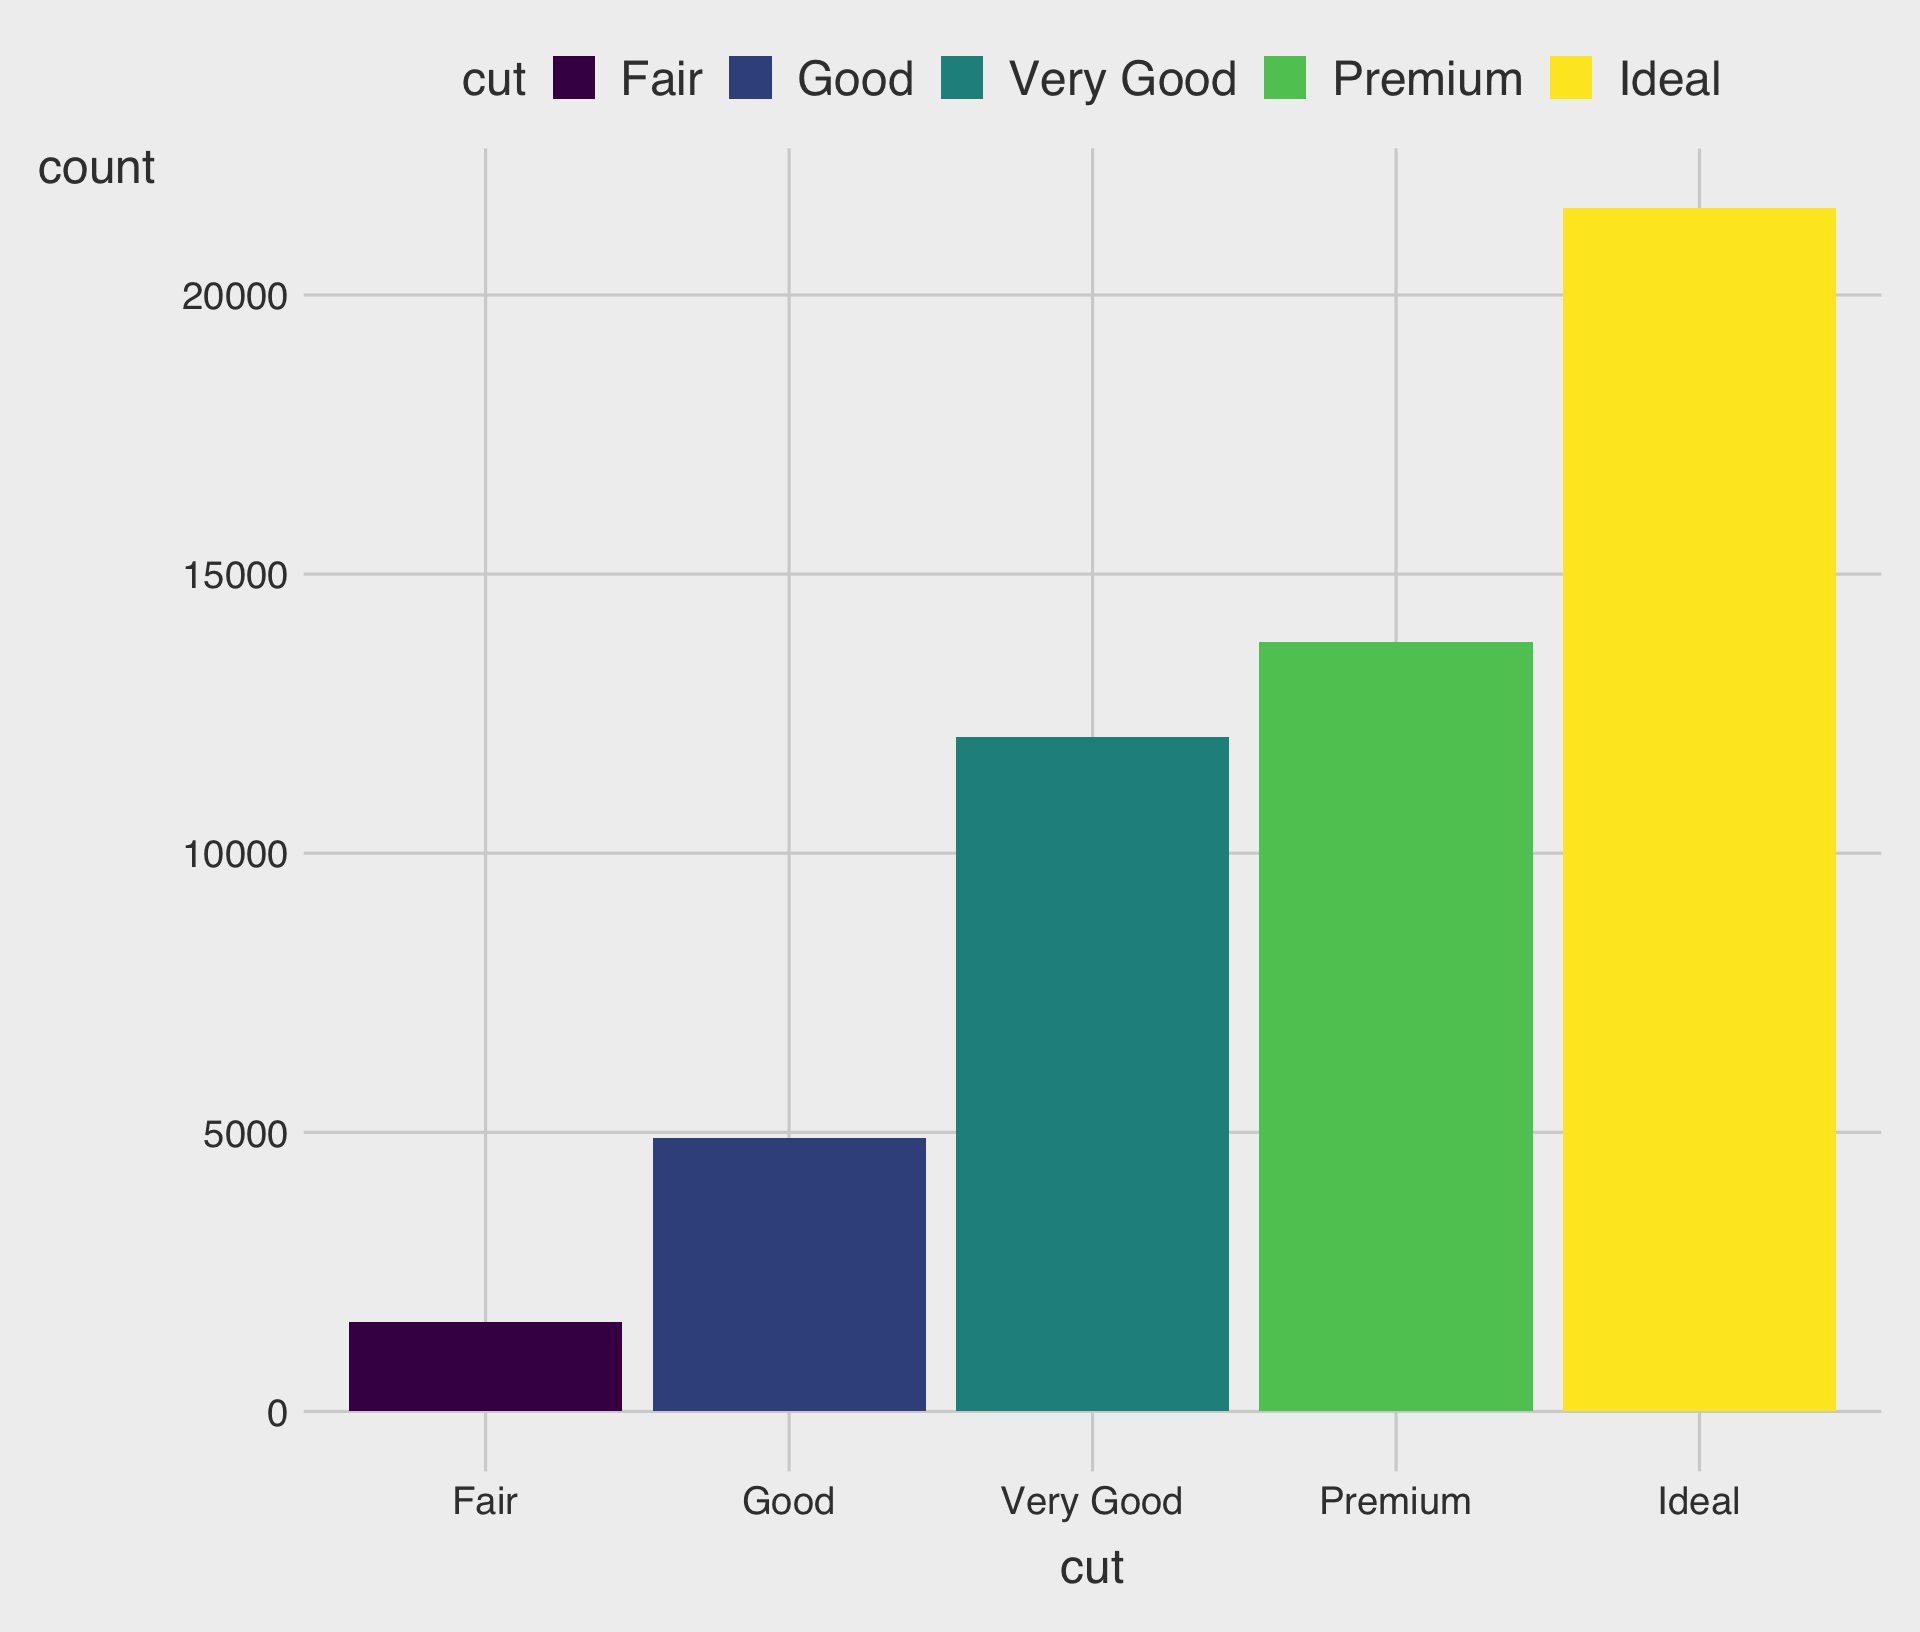 cut Fair Good Very Good Premium Ideal
count
20000
15000
10000
5000
0
Fair Good Very Good Premium Ideal
cut